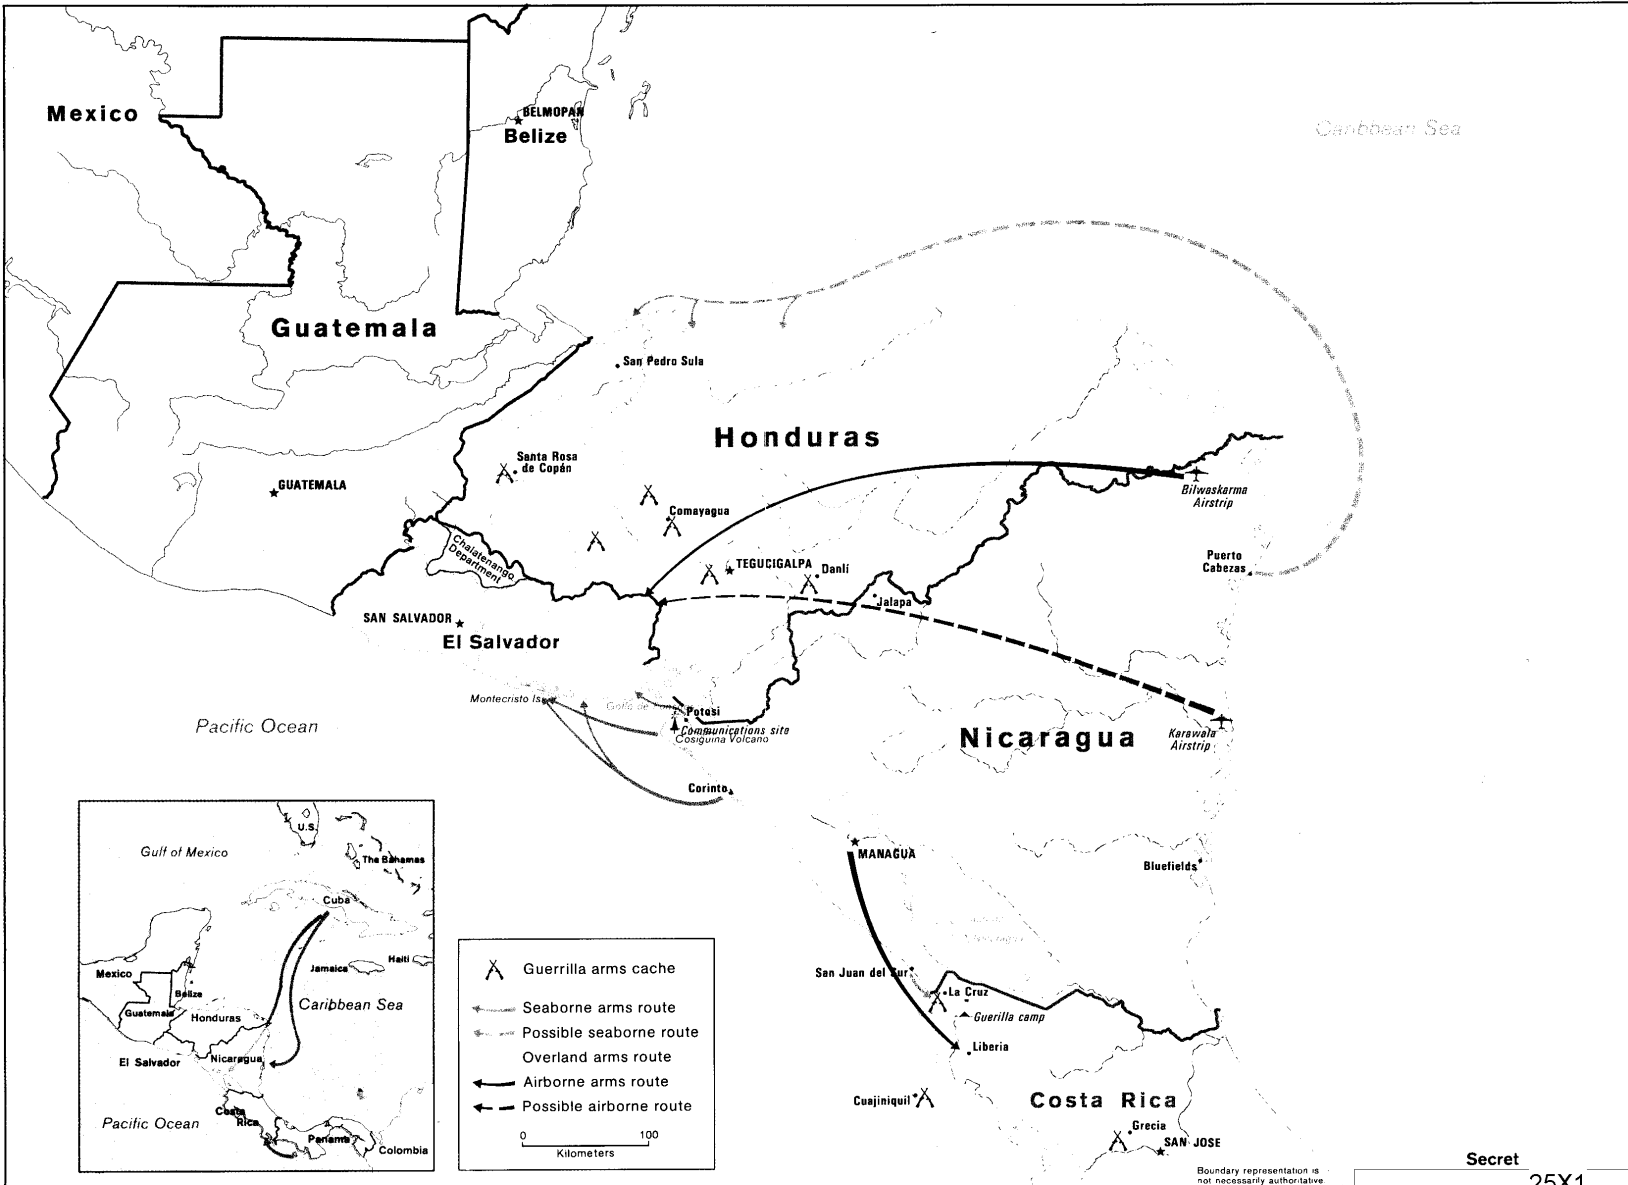 Mexico
BELMOPAN
Belize
Caribbean Sea
Guatemala
San Pedro Sula
Honduras
Santa Rosa
de Copán
GUATEMALA
Comayagua
Bilwaskarma
Airstrip
Chalatenango
Department
TEGUCIGALPA
Danlí
Puerto
Cabezas
Jalapa
SAN SALVADOR
El Salvador
Montecristo Is
Golfo de
Potosí
Communications site
Cosigüina Volcano
Pacific Ocean
Nicaragua
Karawala
Airstrip
Corinto
MANAGUA
Bluefields
San Juan del Sur
La Cruz
Guerilla camp
Liberia
Cuajiniquil
Costa Rica
Grecia
SAN JOSE
U.S.
Gulf of Mexico
The Bahamas
Cuba
Mexico
Jamaica
Haiti
Belize
Caribbean Sea
Guatemala
Honduras
El Salvador
Nicaragua
Costa
Rica
Pacific Ocean
Panama
Colombia
Guerrilla arms cache
Seaborne arms route
Possible seaborne route
Overland arms route
Airborne arms route
Possible airborne route
0 100
Kilometers
Boundary representation is
not necessarily authoritative.
Secret
25X1